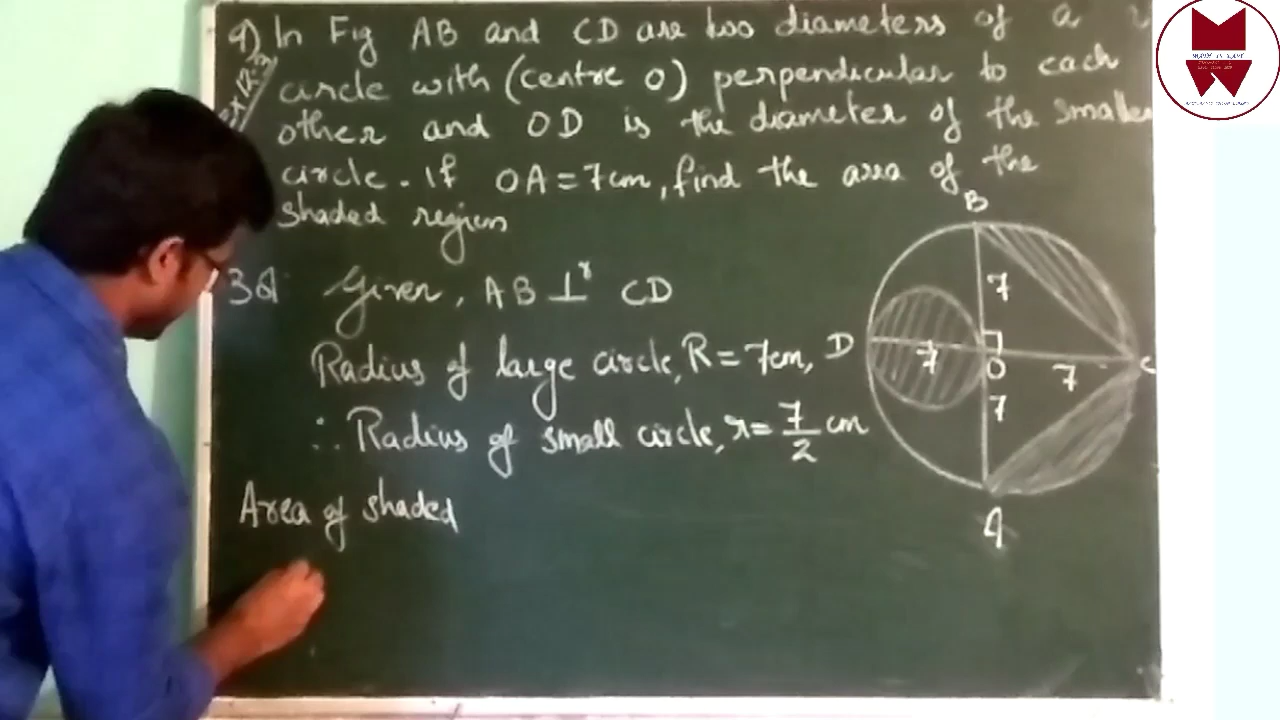 9) In Fig AB and CD are two diameters of a
circle with (centre O) perpendicular to each
other and OD is the diameter of the smaller
circle. If OA = 7cm, find the area of the
shaded region
Given, AB ⊥r CD
Radius of large circle, R = 7cm,
∴ Radius of small circle, r = 7/2 cm
Area of shaded
B
7
D
7
O
7
C
7
A